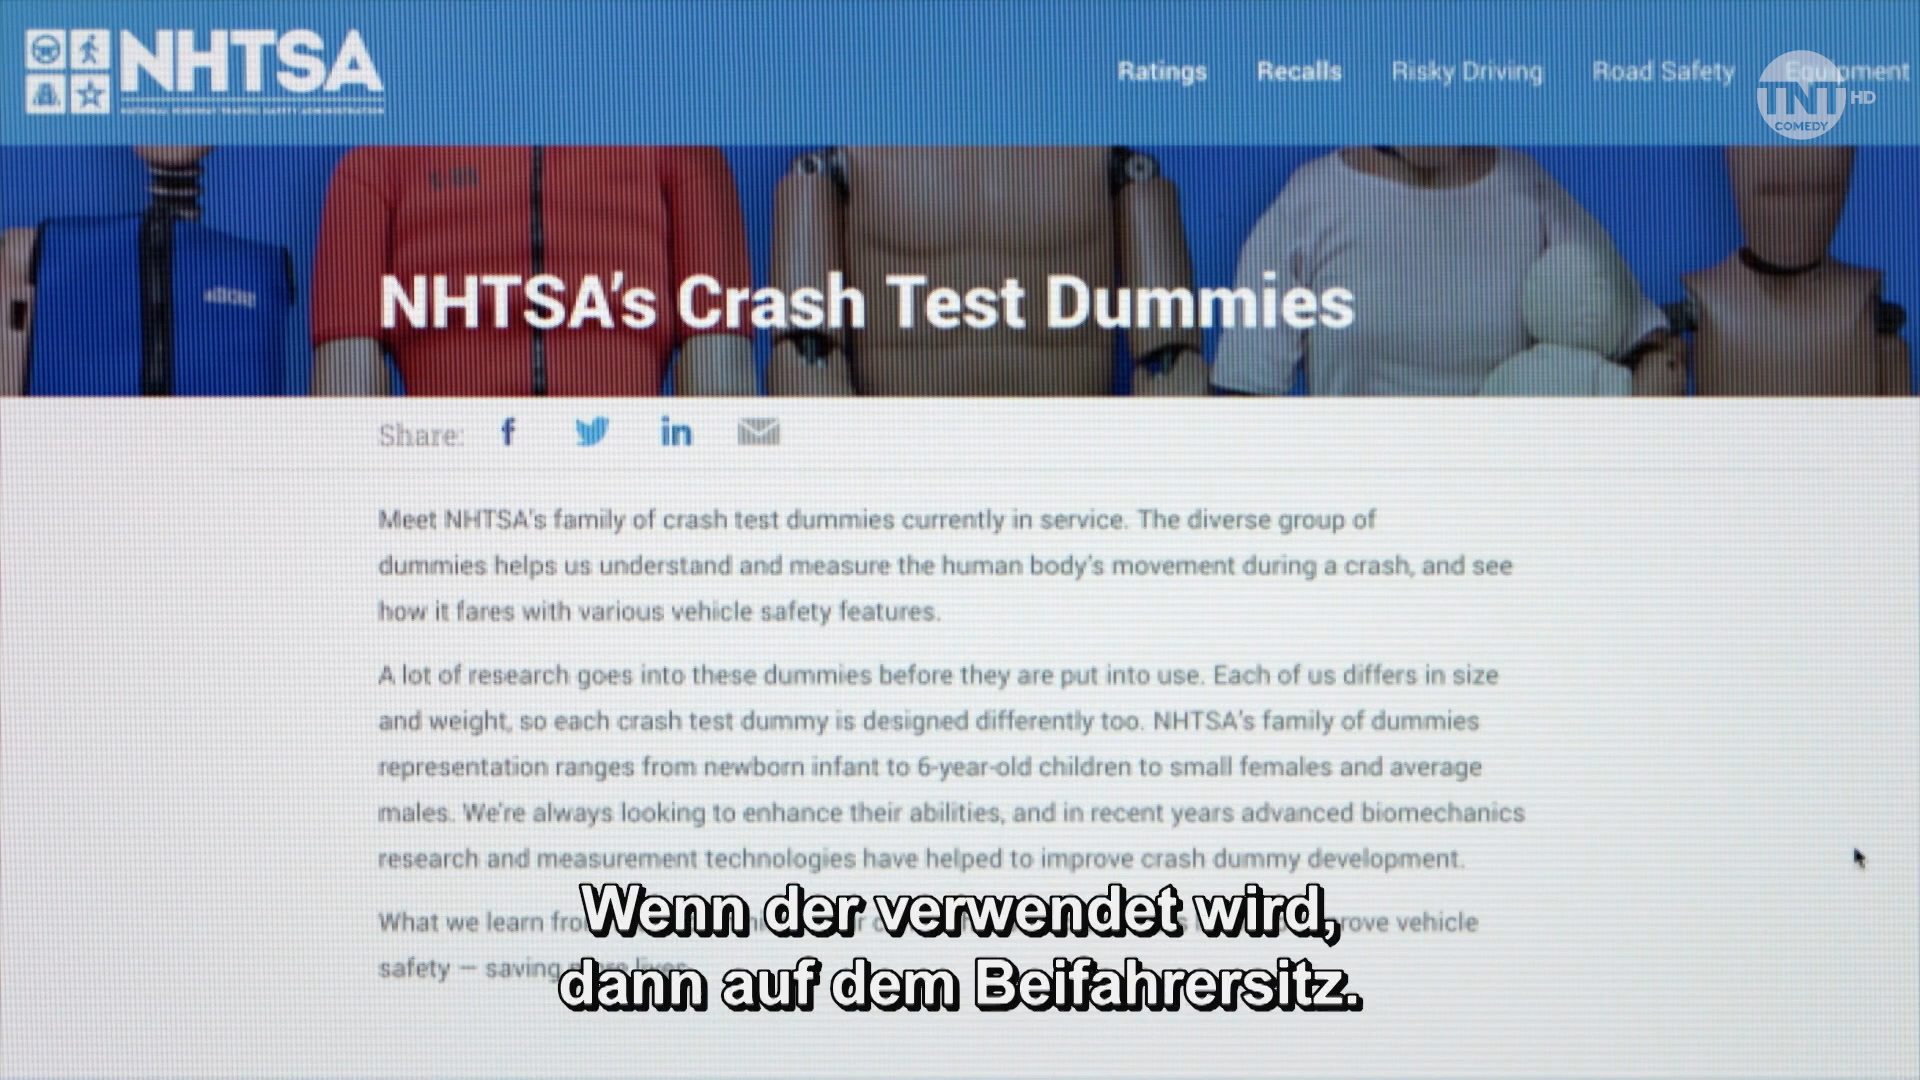 NHTSA
NATIONAL HIGHWAY TRAFFIC SAFETY ADMINISTRATION
Ratings Recalls Risky Driving Road Safety Equipment
TNT HD
COMEDY
NHTSA's Crash Test Dummies
Share:
Meet NHTSA's family of crash test dummies currently in service. The diverse group of
dummies helps us understand and measure the human body's movement during a crash, and see
how it fares with various vehicle safety features.
A lot of research goes into these dummies before they are put into use. Each of us differs in size
and weight, so each crash test dummy is designed differently too. NHTSA's family of dummies
representation ranges from newborn infant to 6-year-old children to small females and average
males. We're always looking to enhance their abilities, and in recent years advanced biomechanics
research and measurement technologies have helped to improve crash dummy development.
What we learn vehicle
safety — saving
Wenn der verwendet wird,
dann auf dem Beifahrersitz.